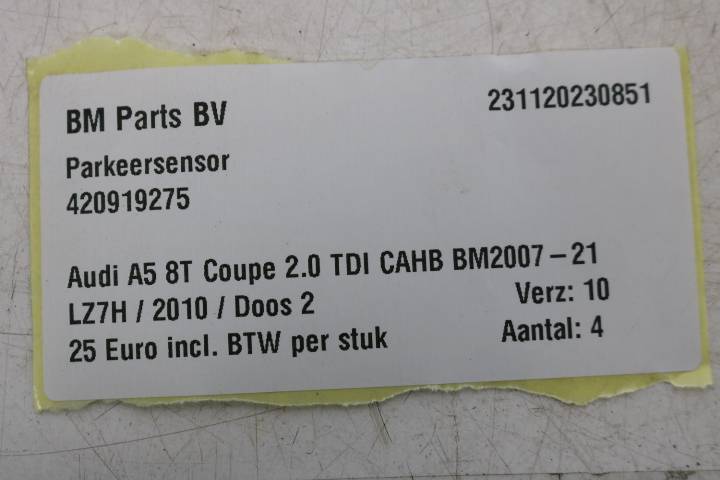 BM Parts BV 231120230851
Parkeersensor
420919275
Audi A5 8T Coupe 2.0 TDI CAHB BM2007-21
LZ7H / 2010 / Doos 2 Verz: 10
25 Euro incl. BTW per stuk Aantal: 4